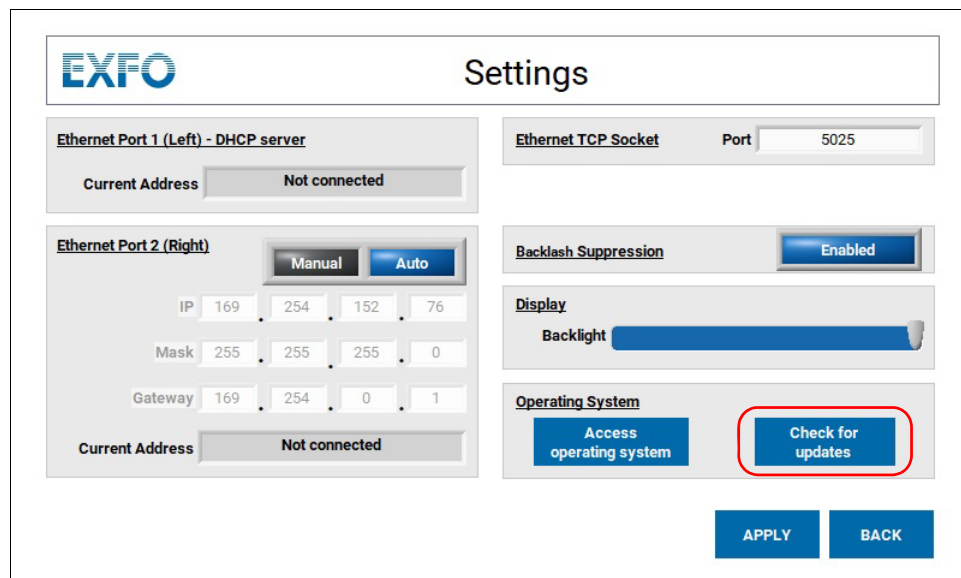 EXFO
Settings
Ethernet Port 1 (Left) - DHCP server
Current Address Not connected
Ethernet Port 2 (Right)
Manual Auto
IP 169 . 254 . 152 . 76
Mask 255 . 255 . 255 . 0
Gateway 169 . 254 . 0 . 1
Current Address Not connected
Ethernet TCP Socket Port 5025
Backlash Suppression Enabled
Display
Backlight
Operating System
Access
operating system
Check for
updates
APPLY BACK